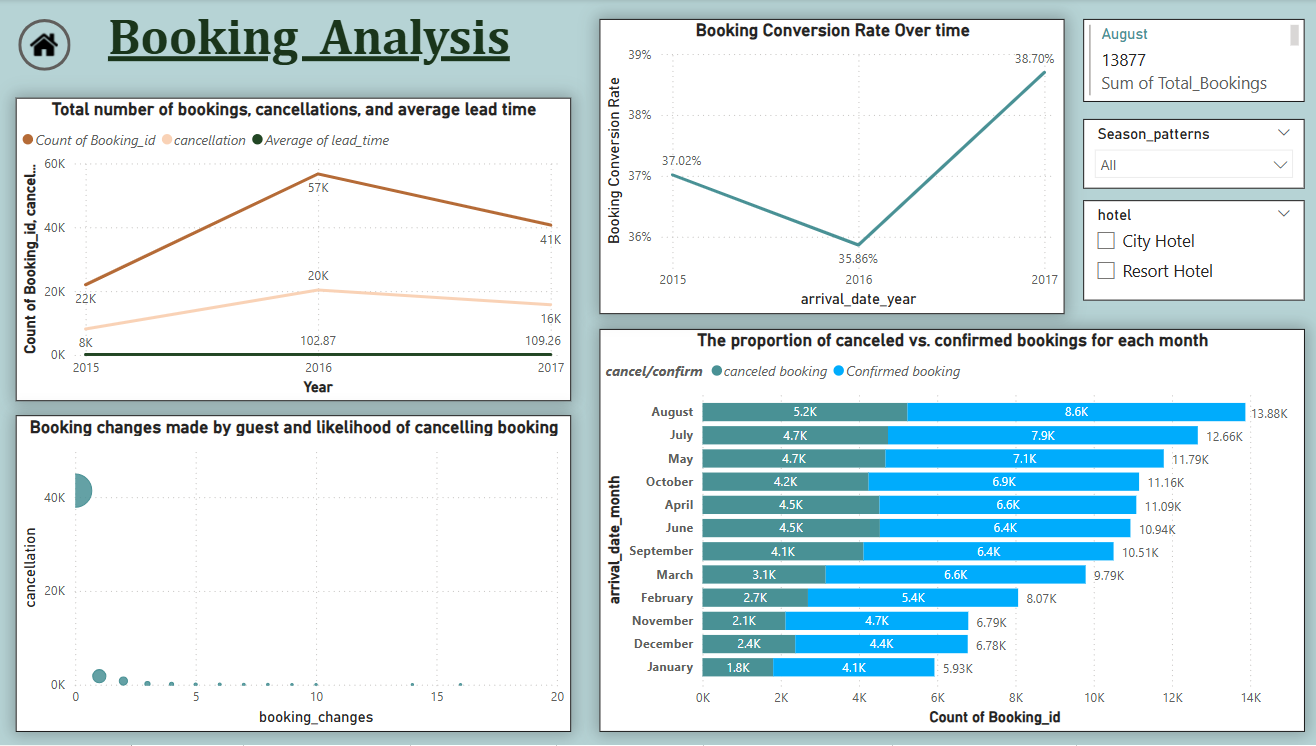 Booking Analysis
Total number of bookings, cancellations, and average lead time
Count of Booking_id cancellation Average of lead_time
Count of Booking_id, cancel...
60K
40K
20K
0K
22K
57K
41K
8K
20K
16K
102.87
109.26
2015 2016 2017
Year
Booking changes made by guest and likelihood of cancelling booking
cancellation
40K
20K
0K
0 5 10 15 20
booking_changes
Booking Conversion Rate Over time
Booking Conversion Rate
39%
38%
37%
36%
37.02%
35.86%
38.70%
2015 2016 2017
arrival_date_year
August
13877
Sum of Total_Bookings
Season_patterns
All
hotel
City Hotel
Resort Hotel
The proportion of canceled vs. confirmed bookings for each month
cancel/confirm canceled booking Confirmed booking
arrival_date_month
August 5.2K 8.6K 13.88K
July 4.7K 7.9K 12.66K
May 4.7K 7.1K 11.79K
October 4.2K 6.9K 11.16K
April 4.5K 6.6K 11.09K
June 4.5K 6.4K 10.94K
September 4.1K 6.4K 10.51K
March 3.1K 6.6K 9.79K
February 2.7K 5.4K 8.07K
November 2.1K 4.7K 6.79K
December 2.4K 4.4K 6.78K
January 1.8K 4.1K 5.93K
0K 2K 4K 6K 8K 10K 12K 14K
Count of Booking_id